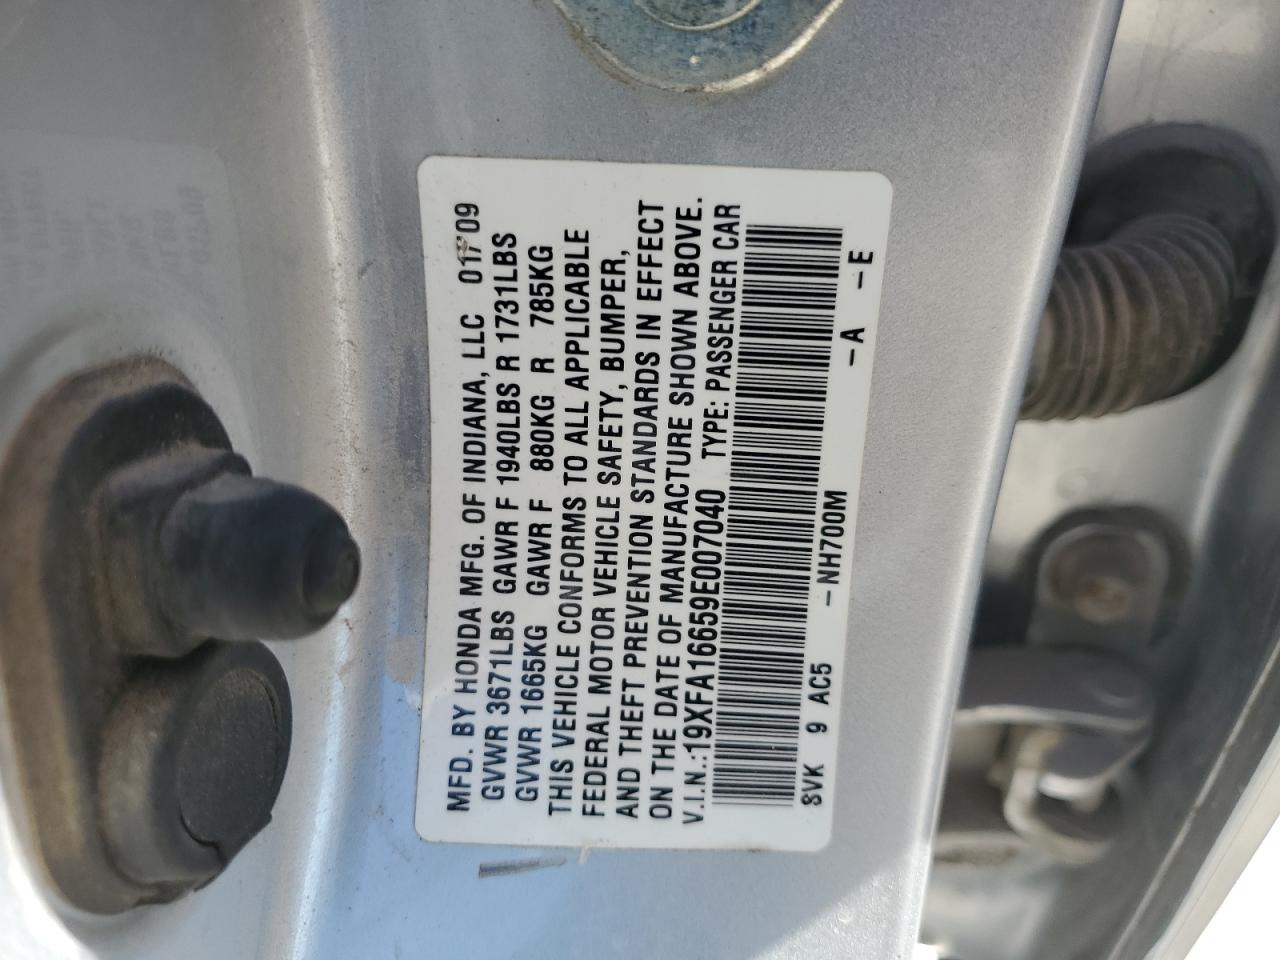 MFD. BY HONDA MFG. OF INDIANA, LLC 01/09
GVWR 3671LBS GAWR F 1940LBS R 1731LBS
GVWR 1665KG GAWR F 880KG R 785KG
THIS VEHICLE CONFORMS TO ALL APPLICABLE
FEDERAL MOTOR VEHICLE SAFETY, BUMPER,
AND THEFT PREVENTION STANDARDS IN EFFECT
ON THE DATE OF MANUFACTURE SHOWN ABOVE.
V.I.N.:19XFA16659E007040 TYPE: PASSENGER CAR
SVK 9 AC5 -NH700M -A -E